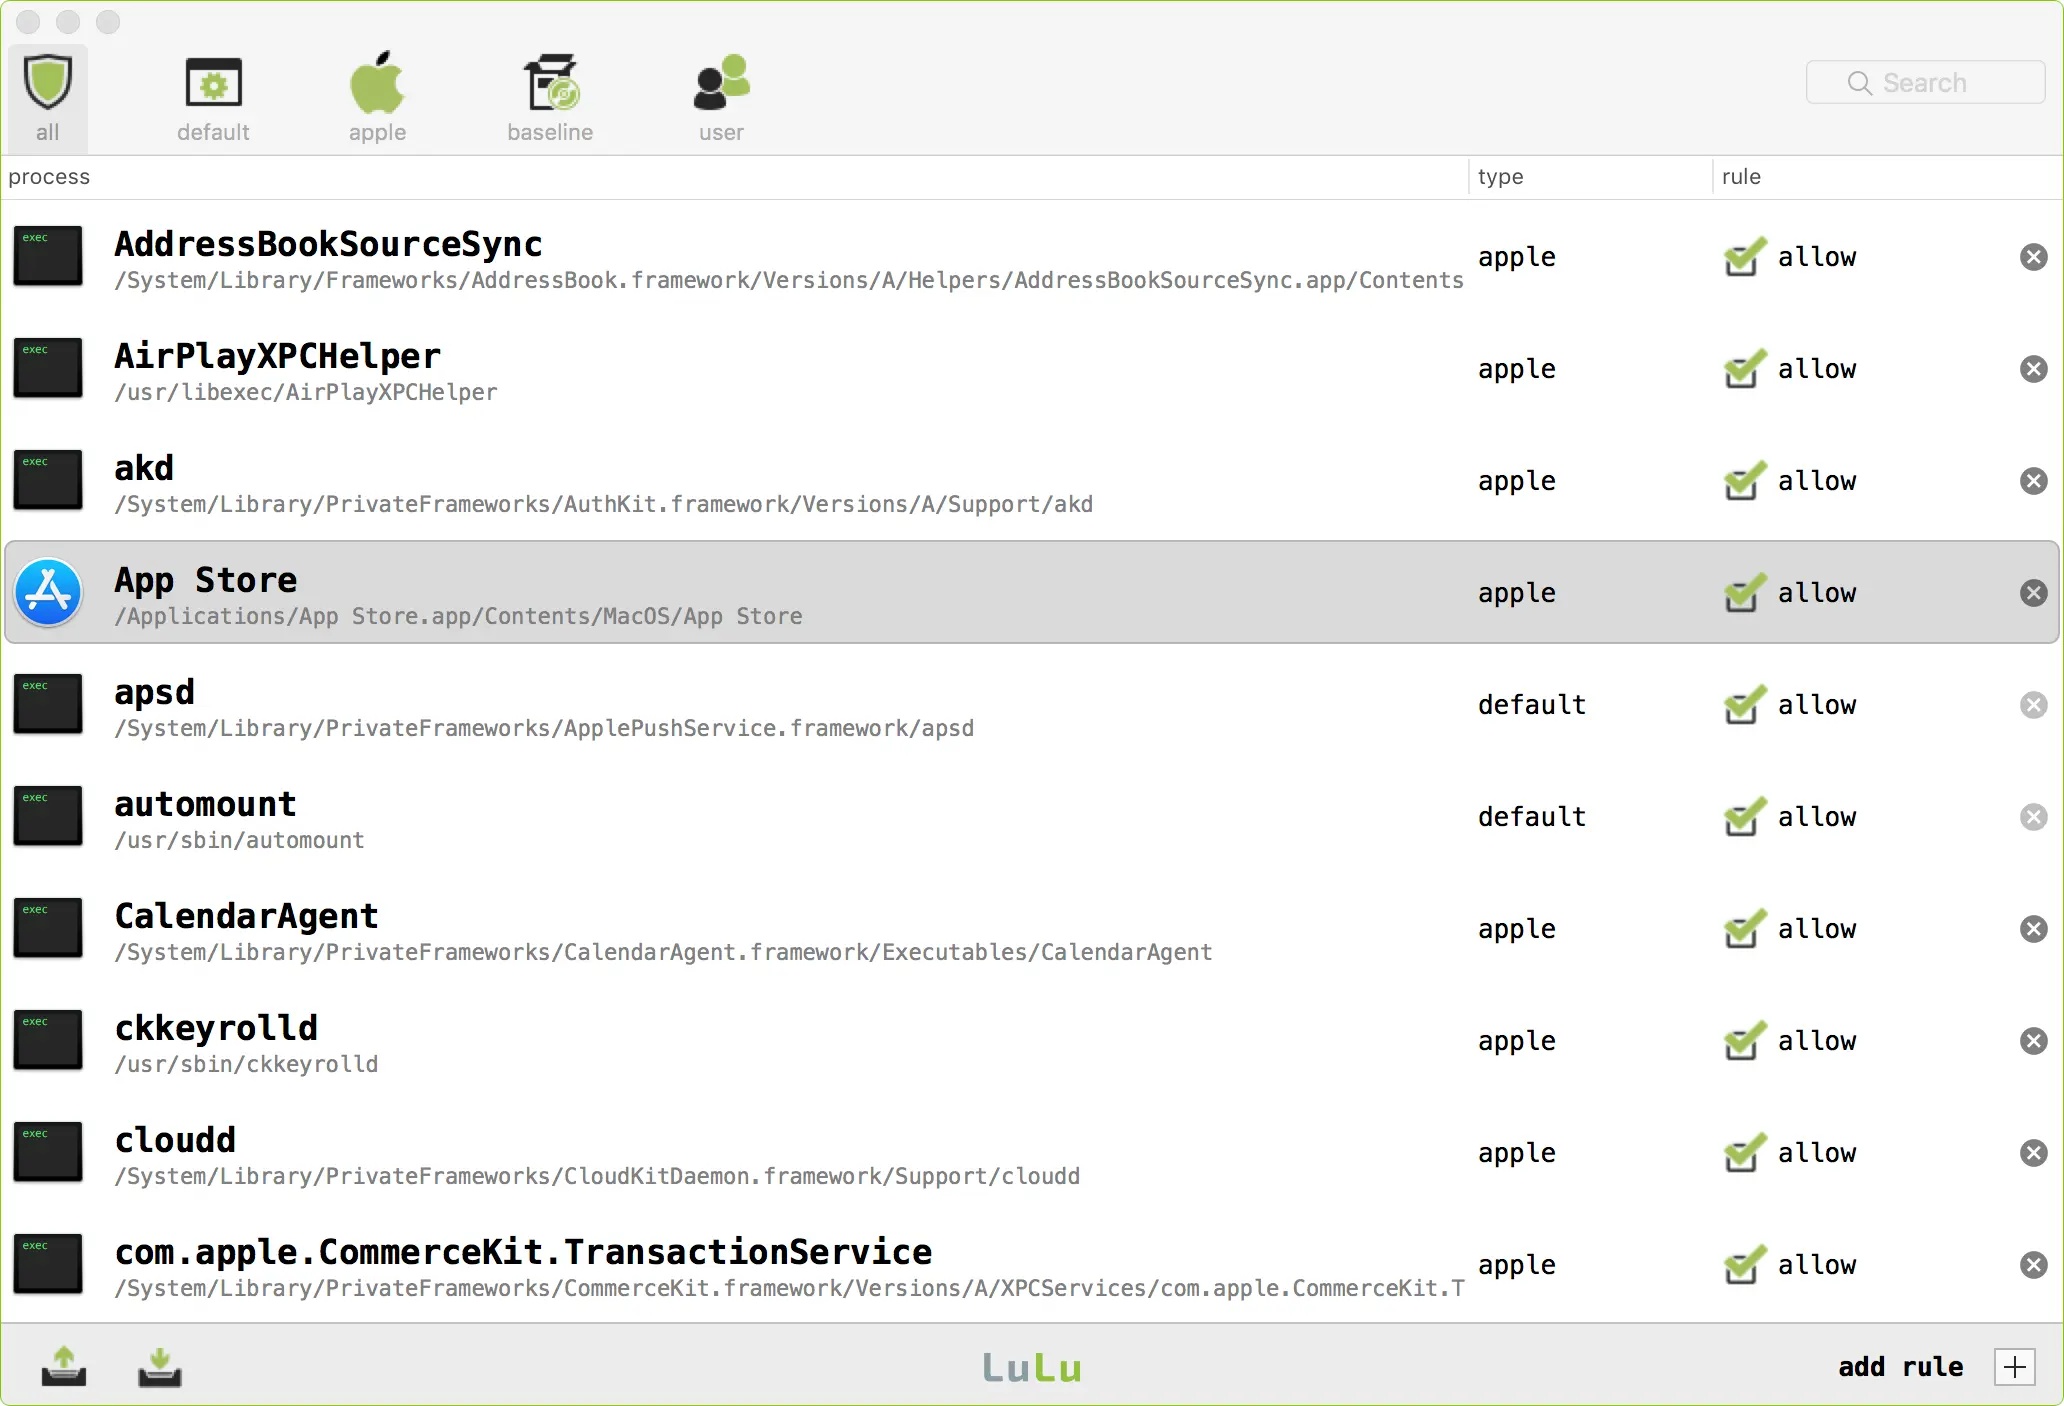 all
default
apple
baseline
user
Search
process type rule
exec
AddressBookSourceSync
/System/Library/Frameworks/AddressBook.framework/Versions/A/Helpers/AddressBookSourceSync.app/Contents
apple
allow
exec
AirPlayXPCHelper
/usr/libexec/AirPlayXPCHelper
apple
allow
exec
akd
/System/Library/PrivateFrameworks/AuthKit.framework/Versions/A/Support/akd
apple
allow
App Store
/Applications/App Store.app/Contents/MacOS/App Store
apple
allow
exec
apsd
/System/Library/PrivateFrameworks/ApplePushService.framework/apsd
default
allow
exec
automount
/usr/sbin/automount
default
allow
exec
CalendarAgent
/System/Library/PrivateFrameworks/CalendarAgent.framework/Executables/CalendarAgent
apple
allow
exec
ckkeyrolld
/usr/sbin/ckkeyrolld
apple
allow
exec
cloudd
/System/Library/PrivateFrameworks/CloudKitDaemon.framework/Support/cloudd
apple
allow
exec
com.apple.CommerceKit.TransactionService
/System/Library/PrivateFrameworks/CommerceKit.framework/Versions/A/XPCServices/com.apple.CommerceKit.T
apple
allow
LuLu
add rule